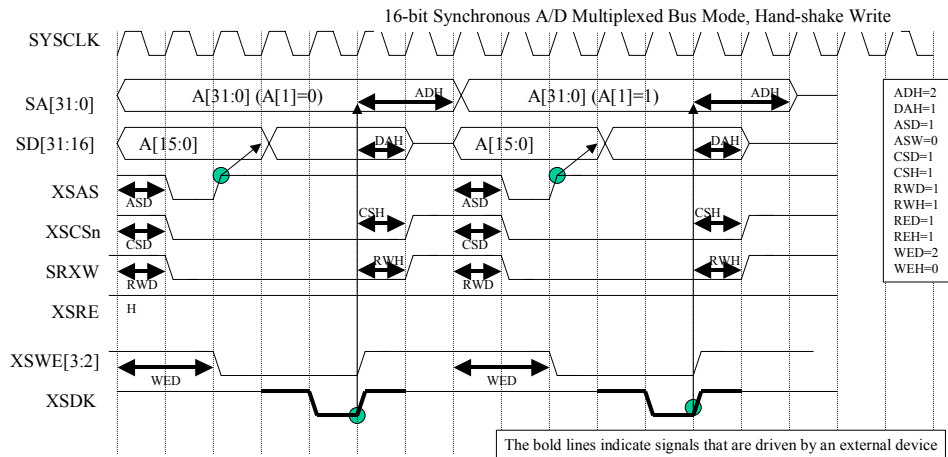 16-bit Synchronous A/D Multiplexed Bus Mode, Hand-shake Write
SYSCLK
SA[31:0]
A[31:0] (A[1]=0)
ADH
A[31:0] (A[1]=1)
ADH
SD[31:16]
A[15:0]
DAH
A[15:0]
DAH
XSAS
ASD
ASD
XSCSn
CSD
CSH
CSD
CSH
SRXW
RWD
RWH
RWD
RWH
XSRE
H
XSWE[3:2]
WED
WED
XSDK
ADH=2
DAH=1
ASD=1
ASW=0
CSD=1
CSH=1
RWD=1
RWH=1
RED=1
REH=1
WED=2
WEH=0
The bold lines indicate signals that are driven by an external device